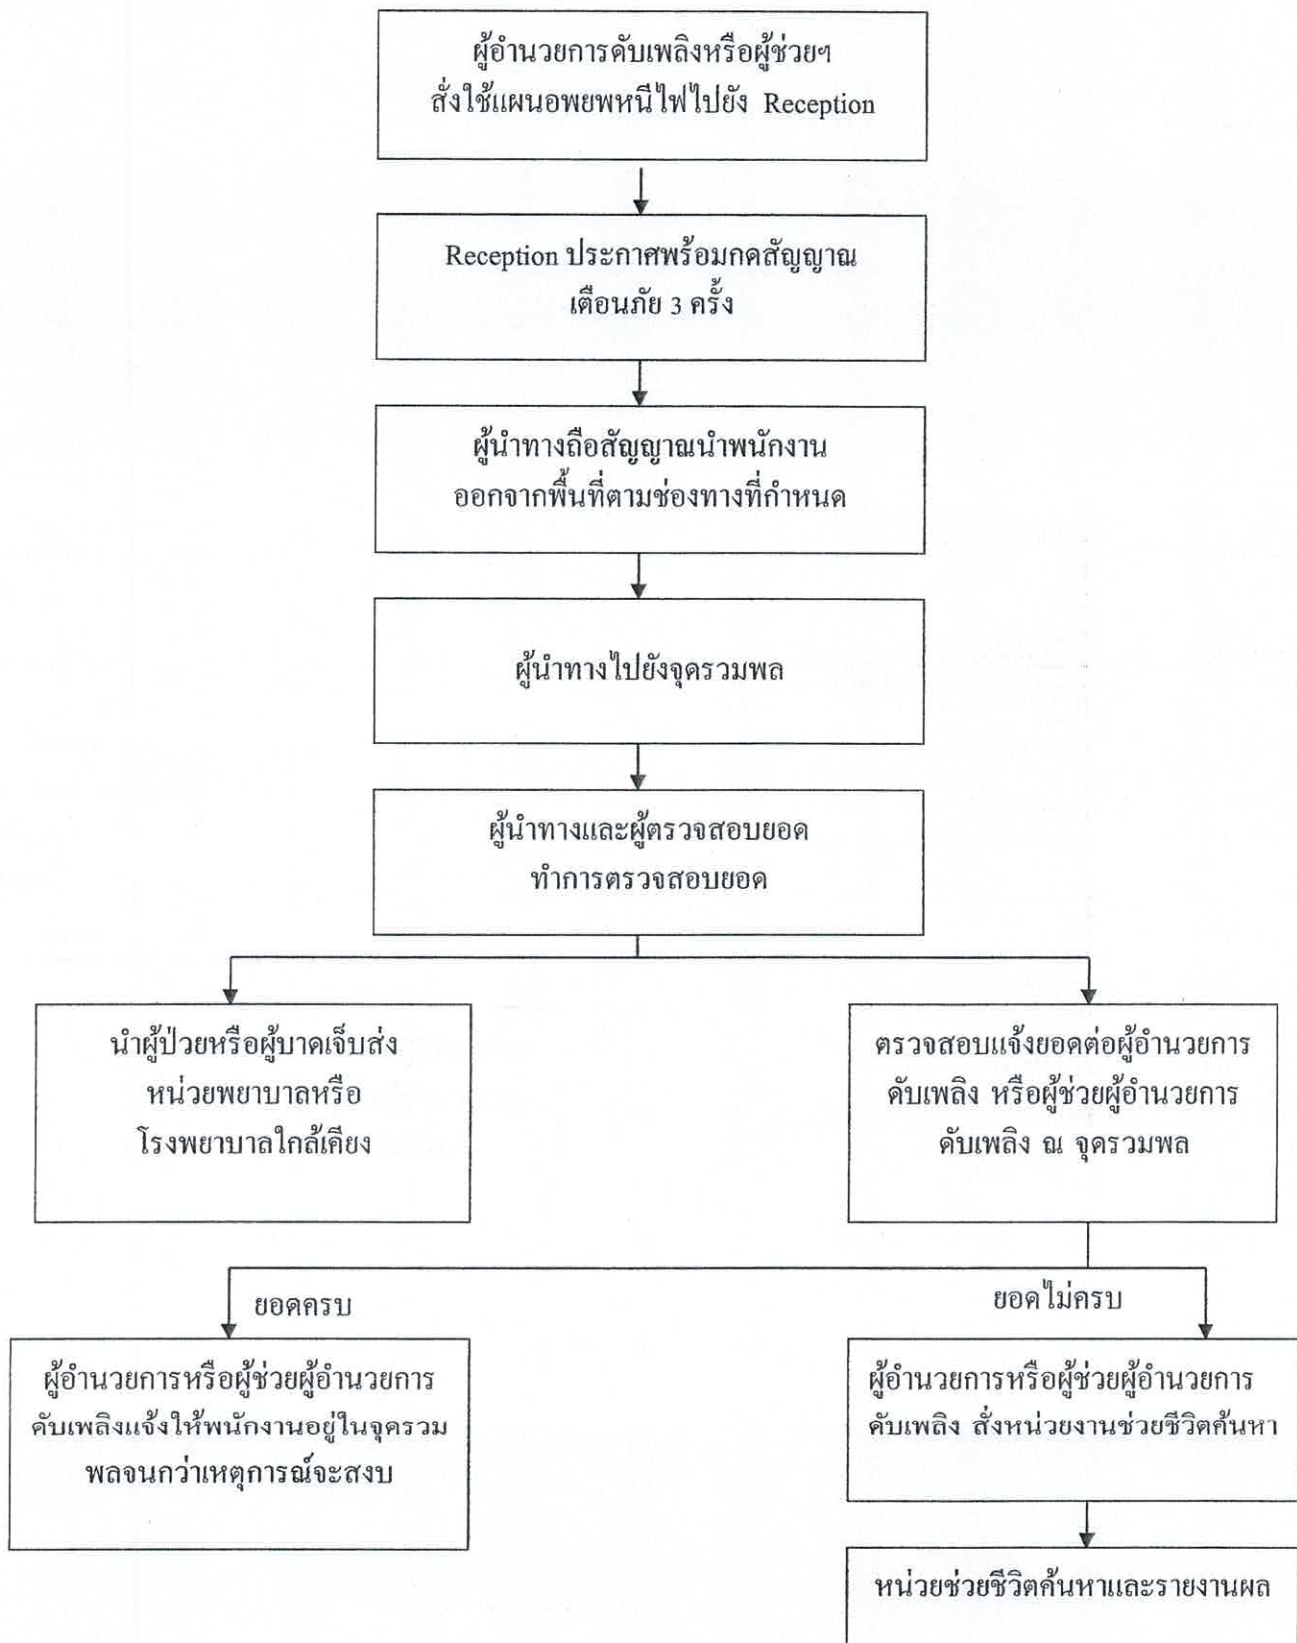 ผู้อำนวยการดับเพลิงหรือผู้ช่วยฯ
สั่งใช้แผนอพยพหนีไฟไปยัง Reception
Reception ประกาศพร้อมกดสัญญาณ
เตือนภัย 3 ครั้ง
ผู้นำทางถือสัญญาณนำพนักงาน
ออกจากพื้นที่ตามช่องทางที่กำหนด
ผู้นำทางไปยังจุดรวมพล
ผู้นำทางและผู้ตรวจสอบยอด
ทำการตรวจสอบยอด
นำผู้ป่วยหรือผู้บาดเจ็บส่ง
หน่วยพยาบาลหรือ
โรงพยาบาลใกล้เคียง
ตรวจสอบแจ้งยอดต่อผู้อำนวยการ
ดับเพลิง หรือผู้ช่วยผู้อำนวยการ
ดับเพลิง ณ จุดรวมพล
ยอดครบ
ยอดไม่ครบ
ผู้อำนวยการหรือผู้ช่วยผู้อำนวยการ
ดับเพลิงแจ้งให้พนักงานอยู่ในจุดรวม
พลจนกว่าเหตุการณ์จะสงบ
ผู้อำนวยการหรือผู้ช่วยผู้อำนวยการ
ดับเพลิง สั่งหน่วยงานช่วยชีวิตค้นหา
หน่วยช่วยชีวิตค้นหาและรายงานผล